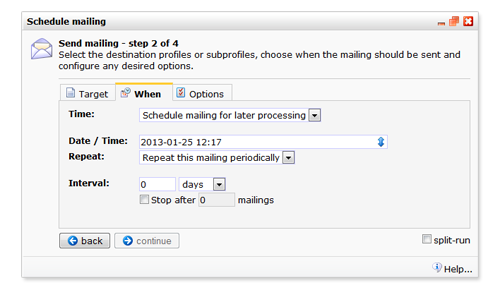 Schedule mailing
Send mailing - step 2 of 4
Select the destination profiles or subprofiles, choose when the mailing should be sent and
configure any desired options.
Target When Options
Time: Schedule mailing for later processing
Date / Time: 2013-01-25 12:17
Repeat: Repeat this mailing periodically
Interval: 0 days
Stop after 0 mailings
back continue split-run
Help...